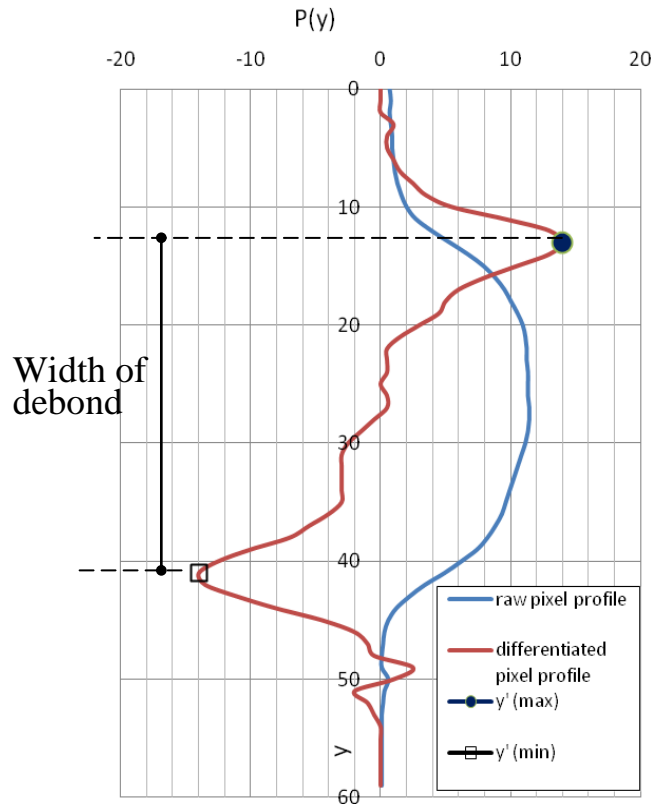 P(y)
-20 -10 0 10 20
0
10
20
30
40
50
60
Width of
debond
y
raw pixel profile
differentiated
pixel profile
y' (max)
y' (min)